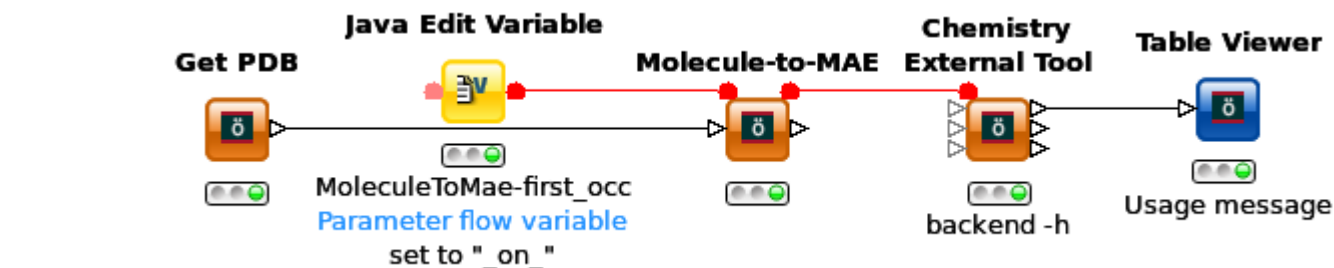 Get PDB
Java Edit Variable
V
MoleculeToMae-first_occ
Parameter flow variable
set to "_on_"
Molecule-to-MAE
Chemistry
External Tool
backend -h
Table Viewer
Usage message
ö
ö
ö
ö